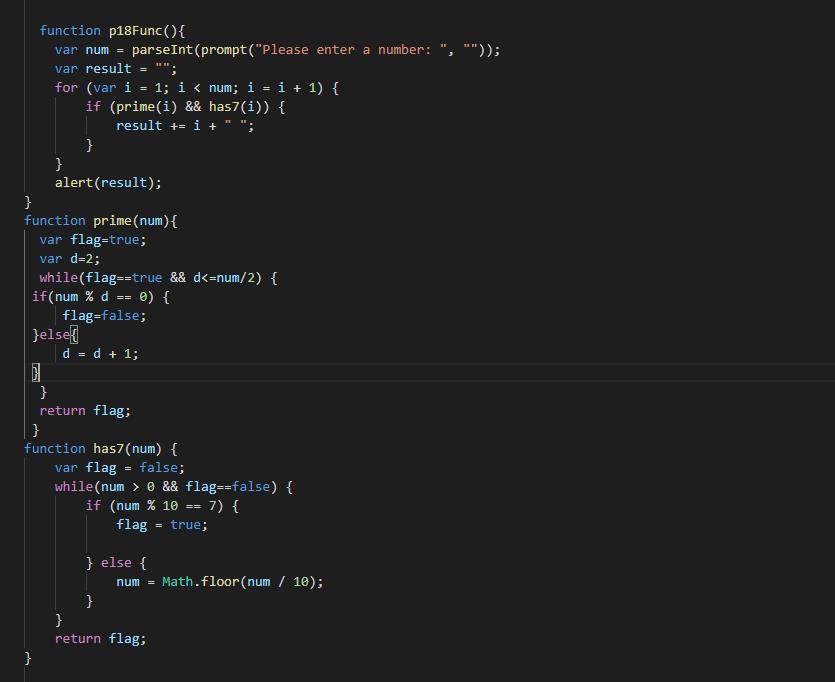 function p18Func(){
var num = parseInt(prompt("Please enter a number: ", ""));
var result = "";
for (var i = 1; i < num; i = i + 1) {
if (prime(i) && has7(i)) {
result += i + " ";
}
}
alert(result);
}
function prime(num){
var flag=true;
var d=2;
while(flag==true && d<=num/2) {
if(num % d == 0) {
flag=false;
}else{
d = d + 1;
}
}
return flag;
}
function has7(num) {
var flag = false;
while(num > 0 && flag==false) {
if (num % 10 == 7) {
flag = true;
} else {
num = Math.floor(num / 10);
}
}
return flag;
}